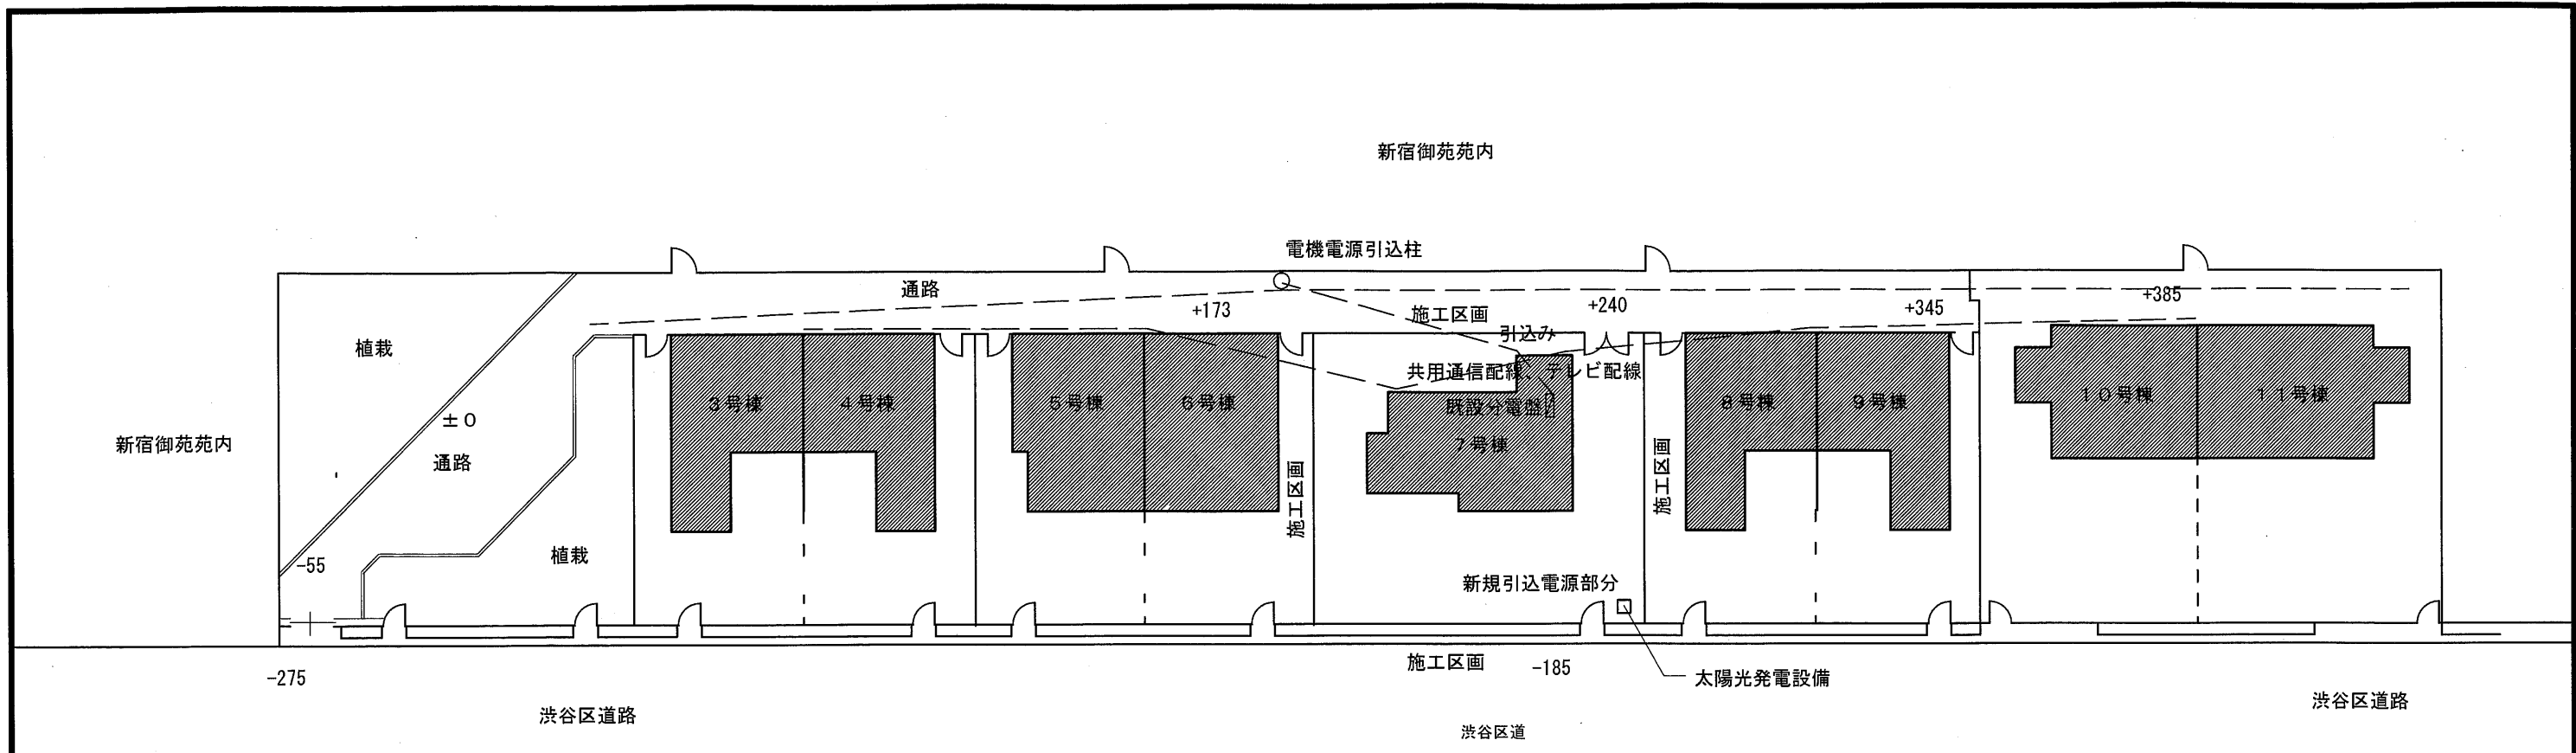 新宿御苑苑内
電機電源引込柱
通路
+173
施工区画
+240
+345
+385
引込み
植栽
共用通信配線、テレビ配線
3号棟
4号棟
5号棟
6号棟
既設分電盤
7号棟
8号棟
9号棟
10号棟
11号棟
±0
新宿御苑苑内
通路
施工区画
施工区画
植栽
-55
新規引込電源部分
施工区画
-185
-275
太陽光発電設備
渋谷区道路
渋谷区道
渋谷区道路